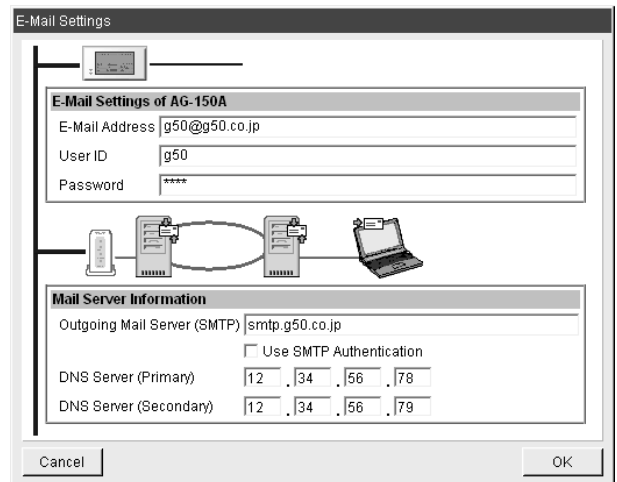 E-Mail Settings
E-Mail Settings of AG-150A
E-Mail Address g50@g50.co.jp
User ID g50
Password ****
Mail Server Information
Outgoing Mail Server (SMTP) smtp.g50.co.jp
Use SMTP Authentication
DNS Server (Primary) 12 . 34 . 56 . 78
DNS Server (Secondary) 12 . 34 . 56 . 79
Cancel OK